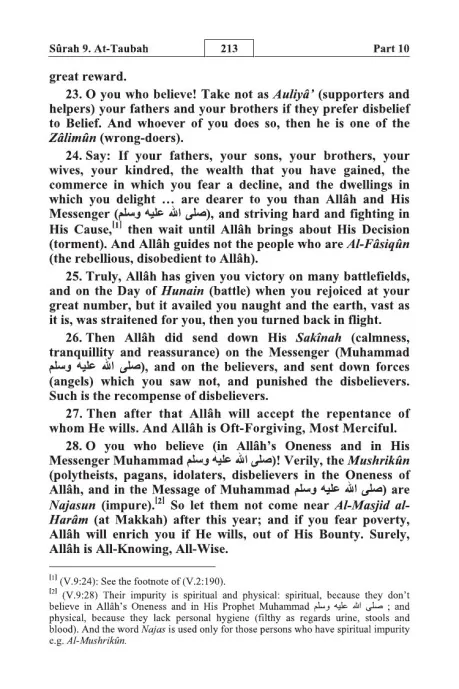 Sûrah 9. At-Taubah 213 Part 10
great reward.
23. O you who believe! Take not as Auliyâ’ (supporters and
helpers) your fathers and your brothers if they prefer disbelief
to Belief. And whoever of you does so, then he is one of the
Zâlimûn (wrong-doers).
24. Say: If your fathers, your sons, your brothers, your
wives, your kindred, the wealth that you have gained, the
commerce in which you fear a decline, and the dwellings in
which you delight … are dearer to you than Allâh and His
Messenger (صلى الله عليه وسلم), and striving hard and fighting in
His Cause,[1] then wait until Allâh brings about His Decision
(torment). And Allâh guides not the people who are Al-Fâsiqûn
(the rebellious, disobedient to Allâh).
25. Truly, Allâh has given you victory on many battlefields,
and on the Day of Hunain (battle) when you rejoiced at your
great number, but it availed you naught and the earth, vast as
it is, was straitened for you, then you turned back in flight.
26. Then Allâh did send down His Sakînah (calmness,
tranquillity and reassurance) on the Messenger (Muhammad
صلى الله عليه وسلم), and on the believers, and sent down forces
(angels) which you saw not, and punished the disbelievers.
Such is the recompense of disbelievers.
27. Then after that Allâh will accept the repentance of
whom He wills. And Allâh is Oft-Forgiving, Most Merciful.
28. O you who believe (in Allâh’s Oneness and in His
Messenger Muhammad صلى الله عليه وسلم)! Verily, the Mushrikûn
(polytheists, pagans, idolaters, disbelievers in the Oneness of
Allâh, and in the Message of Muhammad صلى الله عليه وسلم) are
Najasun (impure).[2] So let them not come near Al-Masjid al-
Harâm (at Makkah) after this year; and if you fear poverty,
Allâh will enrich you if He wills, out of His Bounty. Surely,
Allâh is All-Knowing, All-Wise.
[1] (V.9:24): See the footnote of (V.2:190).
[2] (V.9:28) Their impurity is spiritual and physical: spiritual, because they don’t
believe in Allâh’s Oneness and in His Prophet Muhammad صلى الله عليه وسلم ; and
physical, because they lack personal hygiene (filthy as regards urine, stools and
blood). And the word Najas is used only for those persons who have spiritual impurity
e.g. Al-Mushrikûn.